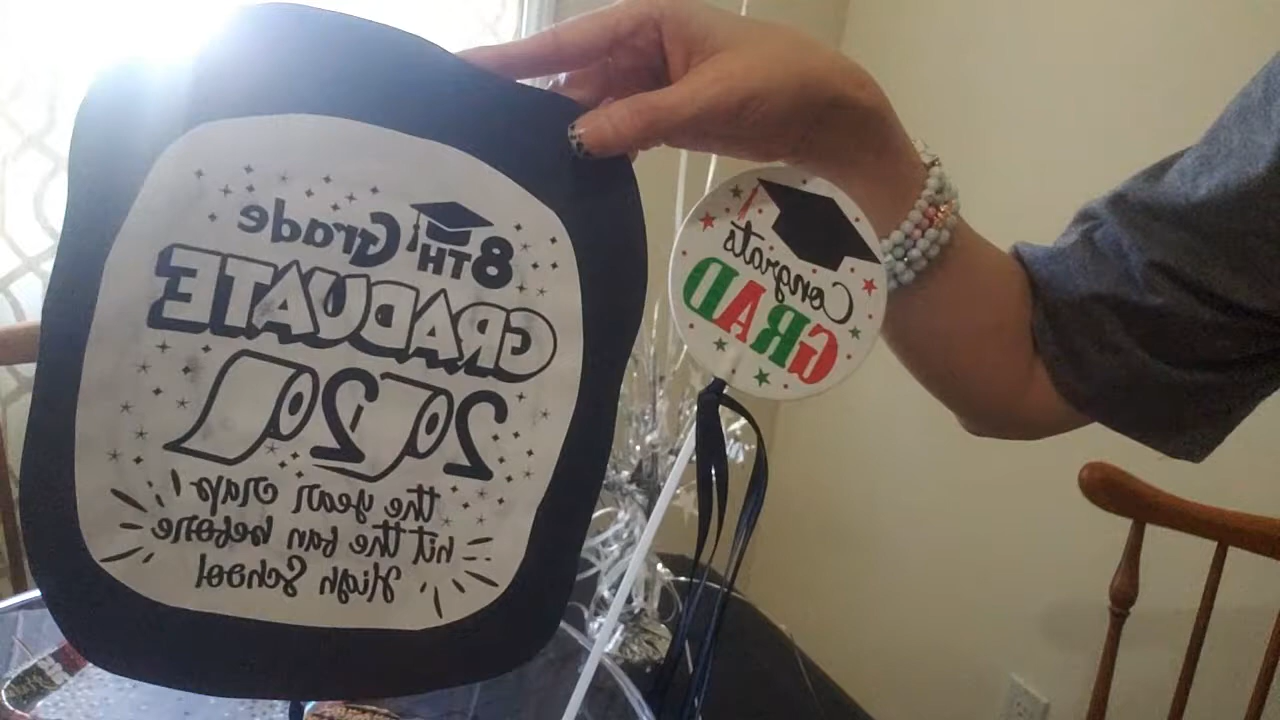 8TH Grade
GRADUATE
2020
the year crap!
hit the fan before
High School
Congrats
GRAD